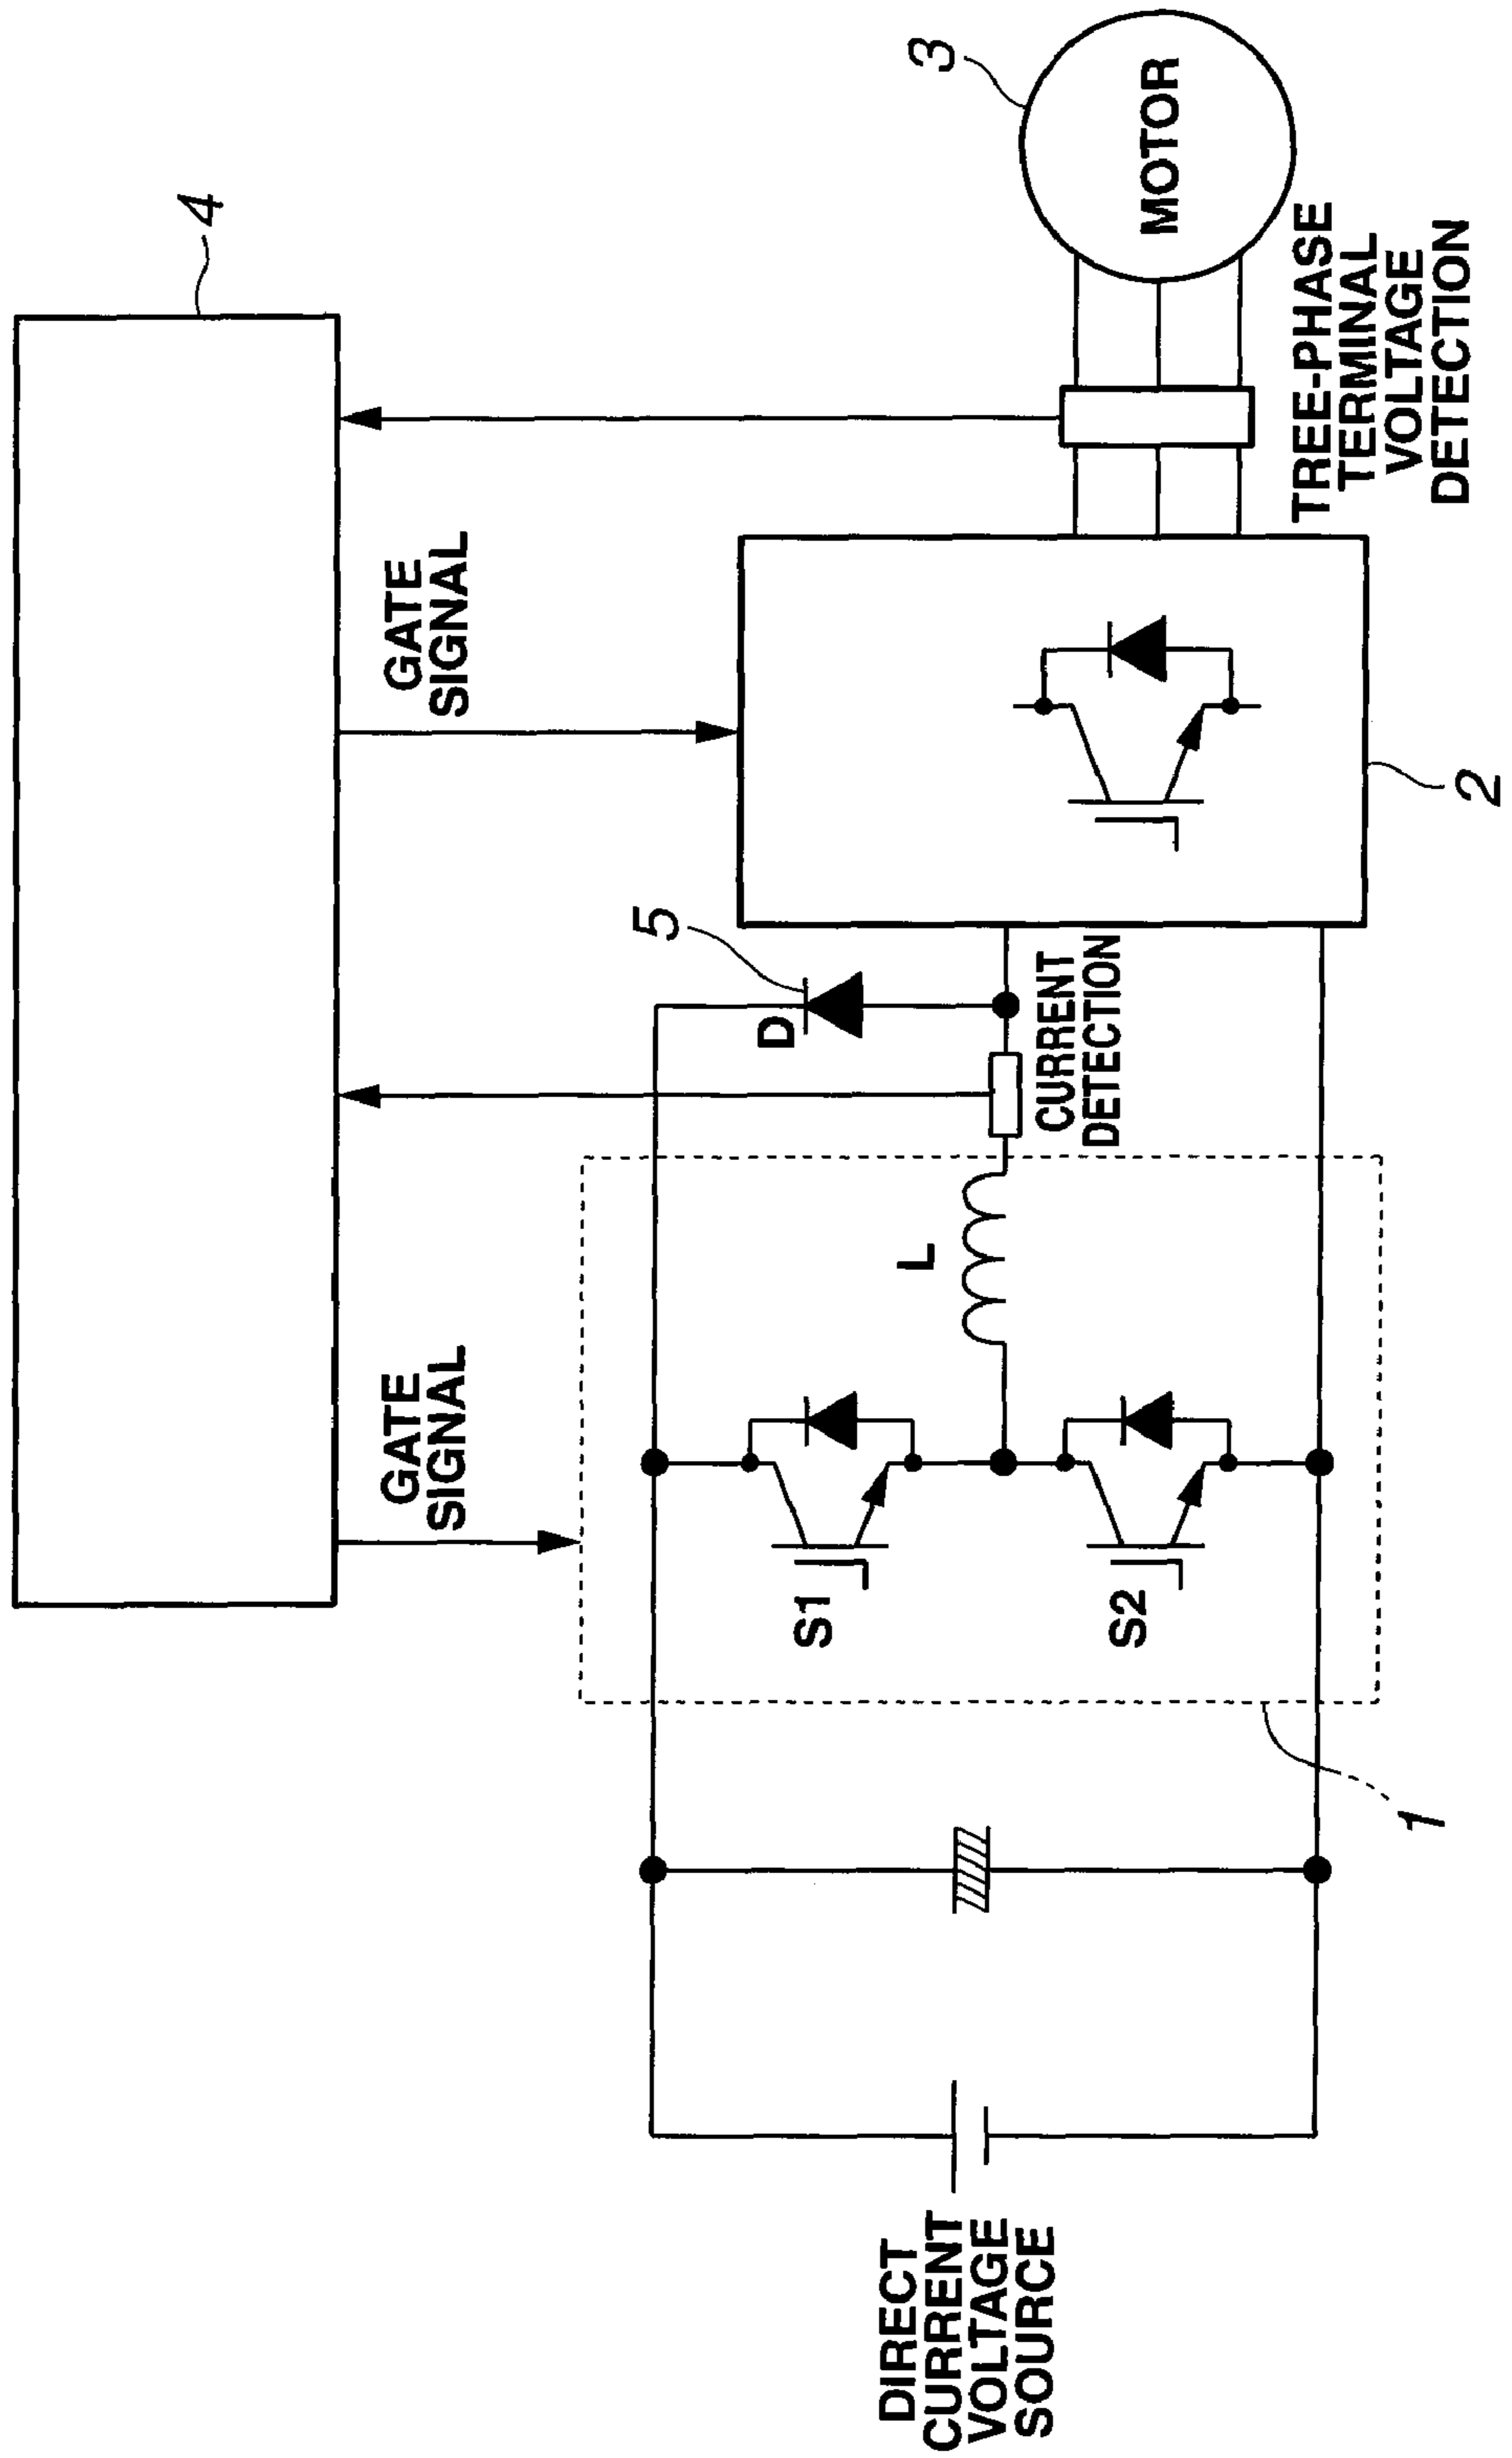 4
3
MOTOR
GATE
SIGNAL
GATE
SIGNAL
5
D
L
CURRENT
DETECTION
S1
S2
TREE-PHASE
TERMINAL
VOLTAGE
DETECTION
2
1
DIRECT
CURRENT
VOLTAGE
SOURCE